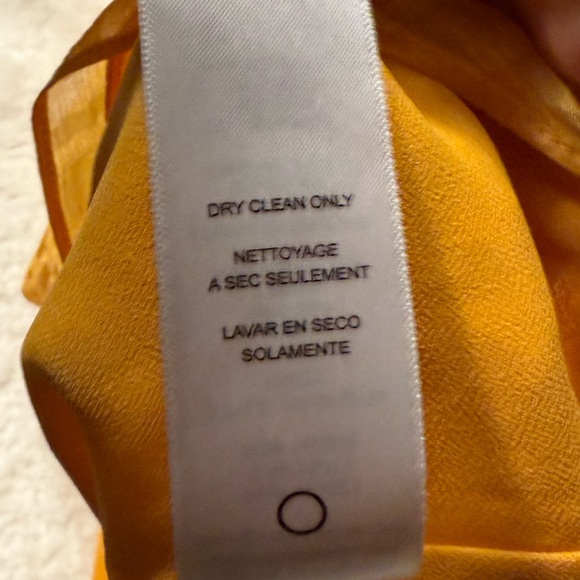 DRY CLEAN ONLY
NETTOYAGE
A SEC SEULEMENT
LAVAR EN SECO
SOLAMENTE